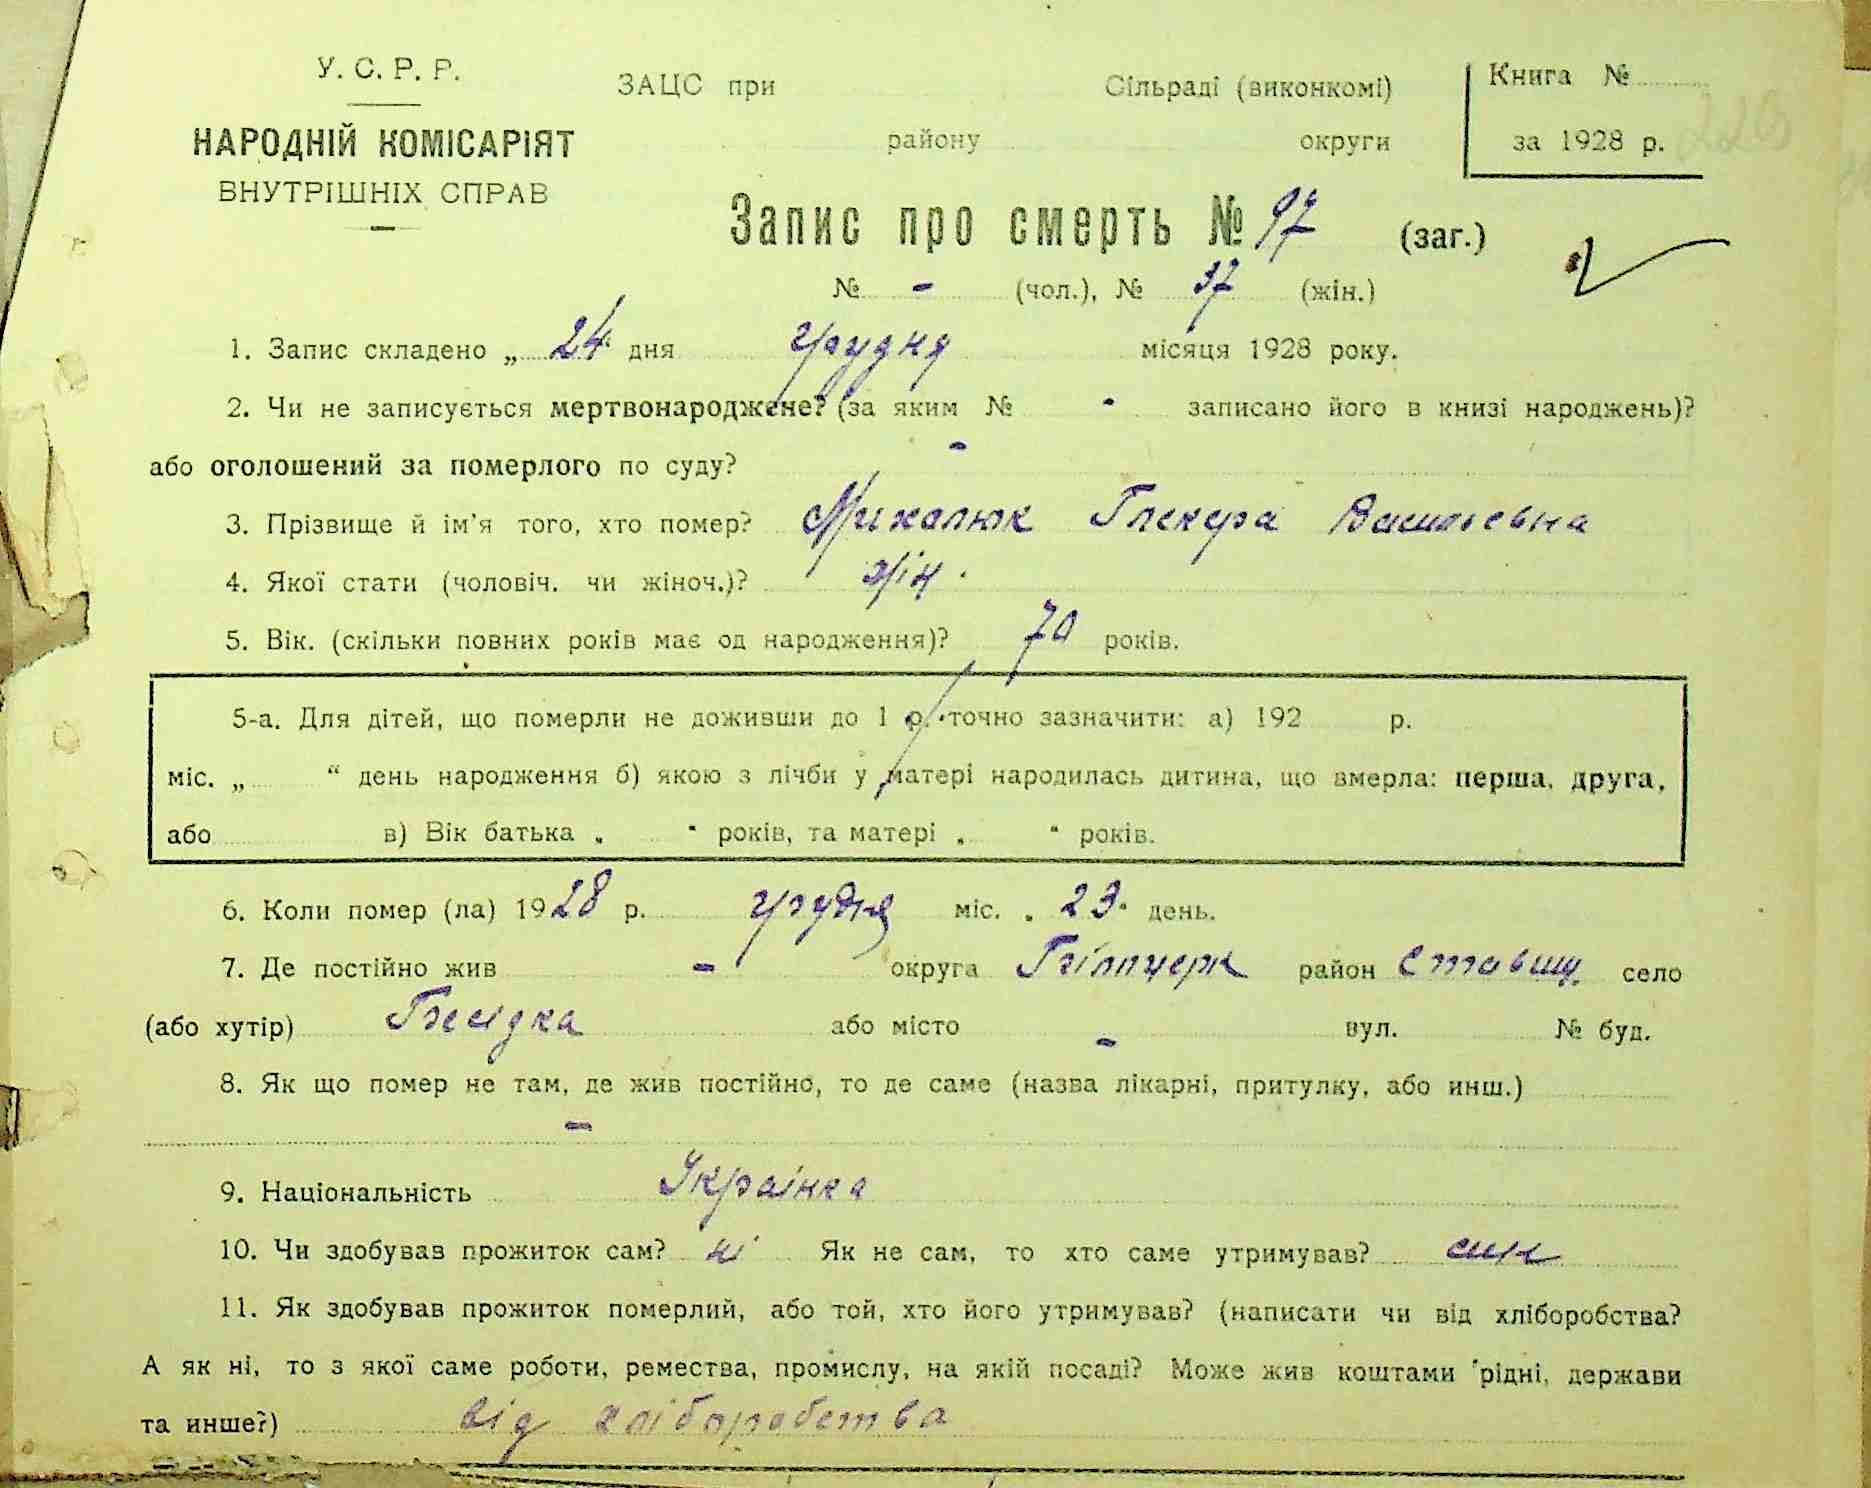 У. С. Р. Р.
НАРОДНІЙ КОМІСАРІЯТ
ВНУТРІШНІХ СПРАВ
ЗАЦС при Сільраді (виконкомі)
району округи
Книга №
за 1928 р.
Запис про смерть № 97 (заг.)
№ - (чол.), № 37 (жін.)
1. Запис складено „ 24 дня грудня місяця 1928 року.
2. Чи не записується мертвонароджене? (за яким № - записано його в книзі народжень)?
або оголошений за померлого по суду? -
3. Прізвище й ім'я того, хто помер? Михалюк Васильевна
4. Якої стати (чоловіч. чи жіноч.)? жін.
5. Вік. (скільки повних років має од народження)? 70 років.
5-а. Для дітей, що померли не доживши до 1 р. точно зазначити: а) 192 р.
міс. „ “ день народження б) якою з лічби у матері народилась дитина, що вмерла: перша, друга,
або в) Вік батька „ “ років, та матері „ “ років.
6. Коли помер (ла) 1928 р. грудня міс. „ 23 “ день.
7. Де постійно жив - округа Білпцерк район Ставищ. село
(або хутір) Бесідка або місто - вул. № буд.
8. Як що помер не там, де жив постійно, то де саме (назва лікарні, притулку, або инш.)
-
9. Національність Українка
10. Чи здобував прожиток сам? ні Як не сам, то хто саме утримував? син
11. Як здобував прожиток померлий, або той, хто його утримував? (написати чи від хліборобства?
А як ні, то з якої саме роботи, ремества, промислу, на якій посаді? Може жив коштами рідні, держави
та инше?) від хліборобства